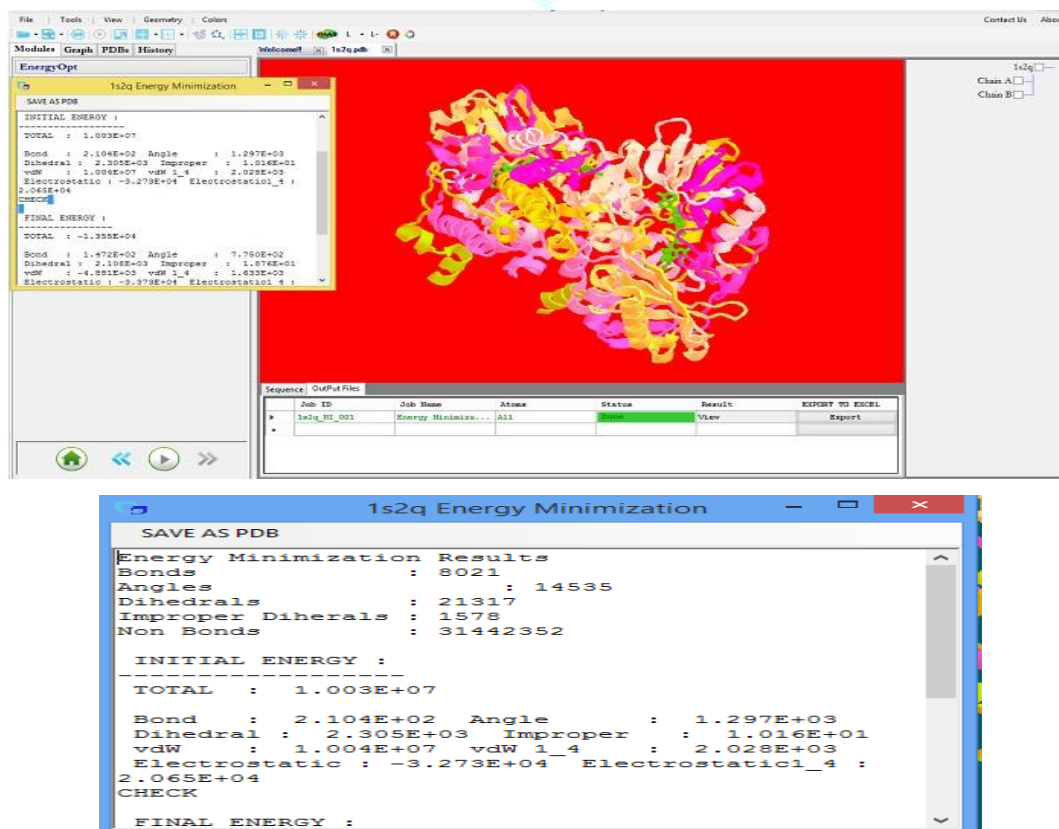 File Tools View Geometry Colors Contact Us
L - L-
Modules Graph PDBs History
Welcome!! 1s2q.pdb
EnergyOpt
1s2q
Chain A
Chain B
1s2q Energy Minimization
SAVE AS PDB
INITIAL ENERGY :
------------------
TOTAL : 1.003E+07
Bond : 2.104E+02 Angle : 1.297E+03
Dihedral : 2.305E+03 Improper : 1.016E+01
vdW : 1.004E+07 vdW 1_4 : 2.028E+03
Electrostatic : -3.273E+04 Electrostatic1_4 :
2.065E+04
CHECK
FINAL ENERGY :
----------------
TOTAL : -1.355E+04
Bond : 1.472E+02 Angle : 7.750E+02
Dihedral : 2.108E+03 Improper : 1.876E+01
vdW : -4.881E+03 vdW 1_4 : 1.633E+03
Electrostatic : -3.373E+04 Electrostatic1_4 :
Sequence OutPut Files
Job ID Job Name Atoms Status Result EXPORT TO EXCEL
1s2q_NI_001 Energy Minimiza... All Done View Export
1s2q Energy Minimization
SAVE AS PDB
Energy Minimization Results
Bonds : 8021
Angles : 14535
Dihedrals : 21317
Improper Diherals : 1578
Non Bonds : 31442352
INITIAL ENERGY :
------------------
TOTAL : 1.003E+07
Bond : 2.104E+02 Angle : 1.297E+03
Dihedral : 2.305E+03 Improper : 1.016E+01
vdW : 1.004E+07 vdW 1_4 : 2.028E+03
Electrostatic : -3.273E+04 Electrostatic1_4 :
2.065E+04
CHECK
FINAL ENERGY :